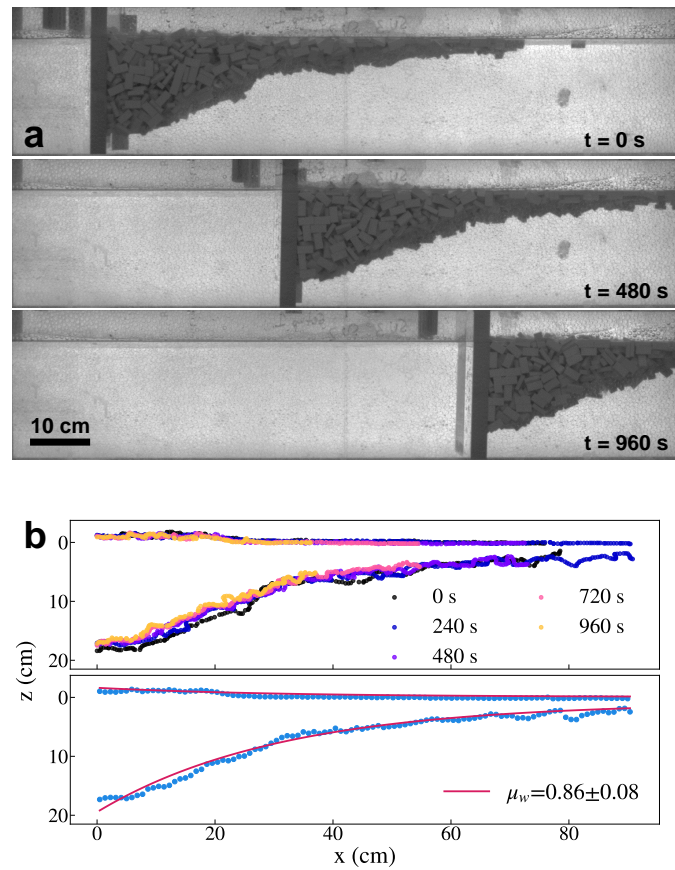 a
t = 0 s
t = 480 s
10 cm
t = 960 s
b
0
10
20
0 s
240 s
480 s
720 s
960 s
z (cm)
0
10
20
μw=0.86±0.08
0 20 40 60 80
x (cm)